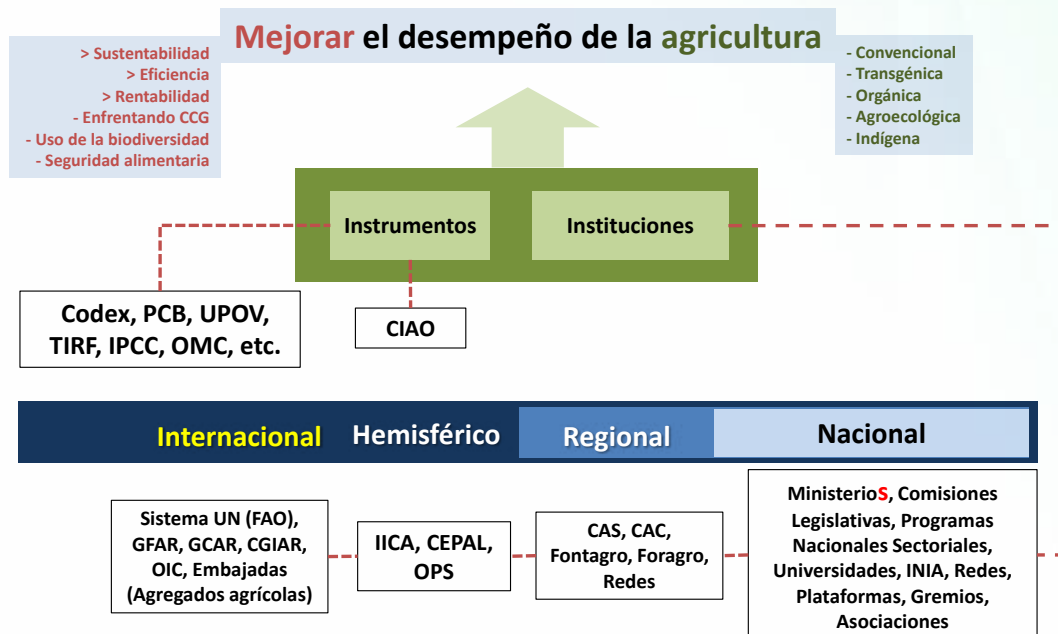 Mejorar el desempeño de la agricultura
> Sustentabilidad
> Eficiencia
> Rentabilidad
- Enfrentando CCG
- Uso de la biodiversidad
- Seguridad alimentaria
- Convencional
- Transgénica
- Orgánica
- Agroecológica
- Indígena
Instrumentos
Instituciones
Codex, PCB, UPOV,
TIRF, IPCC, OMC, etc.
CIAO
Internacional
Hemisférico
Regional
Nacional
Sistema UN (FAO),
GFAR, GCAR, CGIAR,
OIC, Embajadas
(Agregados agrícolas)
IICA, CEPAL,
OPS
CAS, CAC,
Fontagro, Foragro,
Redes
MinisterioS, Comisiones
Legislativas, Programas
Nacionales Sectoriales,
Universidades, INIA, Redes,
Plataformas, Gremios,
Asociaciones